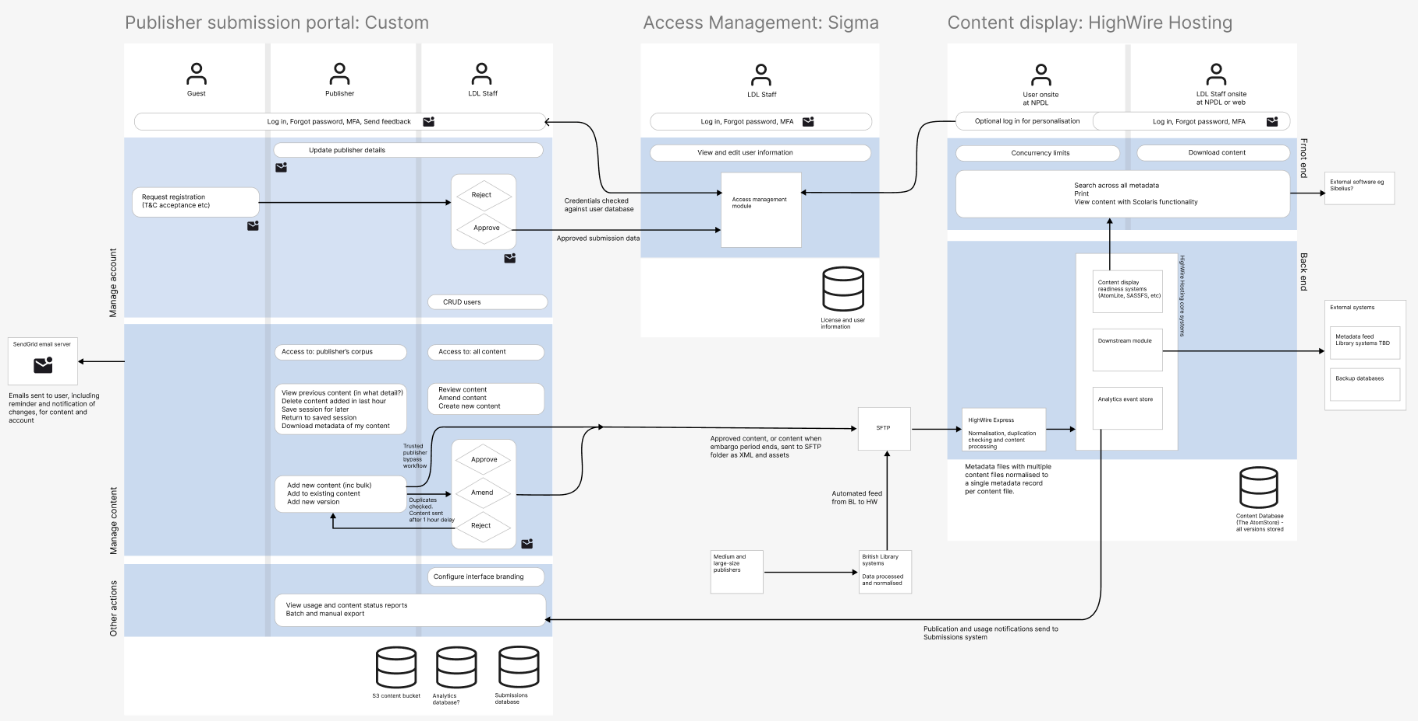 Publisher submission portal: Custom
Access Management: Sigma
Content display: HighWire Hosting
Guest
Publisher
LDL Staff
LDL Staff
User onsite
at NPDL
LDL Staff onsite
at NPDL or web
Log in, Forgot password, MFA, Send feedback
Log in, Forgot password, MFA
Optional log in for personalisation
Log in, Forgot password, MFA
Manage account
Update publisher details
Request registration
(T&C acceptance etc)
Reject
Approve
CRUD users
Credentials checked
against user database
Approved submission data
View and edit user information
Access management
module
License and user
information
Frnot end
Concurrency limits
Download content
Search across all metadata
Print
View content with Scolaris functionality
External software eg
Sibelius?
Back end
HighWire Hosting core systems
Content display
readiness systems
(AtomLite, SASSFS, etc)
Downstream module
Analytics event store
External systems
Metadata feed
Library systems TBD
Backup databases
SendGrid email server
Emails sent to user, including
reminder and notification of
changes, for content and
account
Manage content
Access to: publisher's corpus
Access to: all content
View previous content (in what detail?)
Delete content added in last hour
Save session for later
Return to saved session
Download metadata of my content
Review content
Amend content
Create new content
Trusted
publisher
bypass
workflow
Approve
Amend
Reject
Add new content (inc bulk)
Add to existing content
Add new version
Duplicates
checked.
Content sent
after 1 hour delay
Approved content, or content when
embargo period ends, sent to SFTP
folder as XML and assets
SFTP
HighWire Express
Normalisation, duplication
checking and content
processing
Metadata files with multiple
content files normalised to
a single metadata record
per content file.
Content Database
(The AtomStore) -
all versions stored
Automated feed
from BL to HW
Medium and
large-size
publishers
British Library
systems
Data processed
and normalised
Other actions
Configure interface branding
View usage and content status reports
Batch and manual export
Publication and usage notifications send to
Submissions system
S3 content bucket
Analytics
database?
Submissions
database